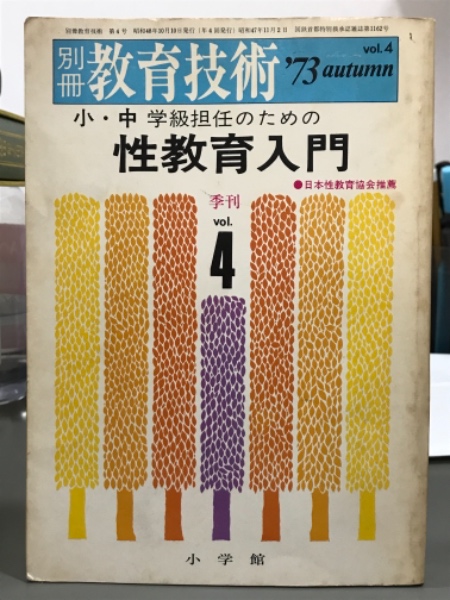 別冊教育技術 第4号 昭和48年10月10日発行(年4回発行) 昭和47年11月2日 国鉄首都特別扱承認雑誌第1162号
別冊 教育技術 '73 autumn vol.4
小・中 学級担任のための
性教育入門
●日本性教育協会推薦
季刊
vol.
4
小学館